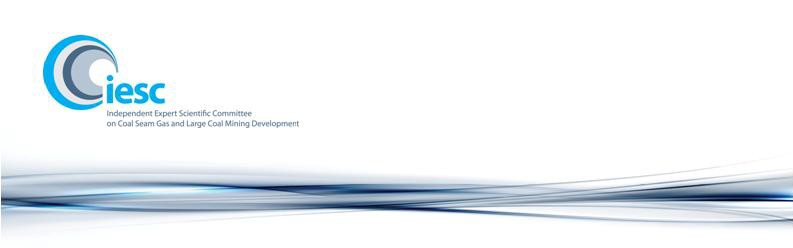 iesc
Independent Expert Scientific Committee
on Coal Seam Gas and Large Coal Mining Development